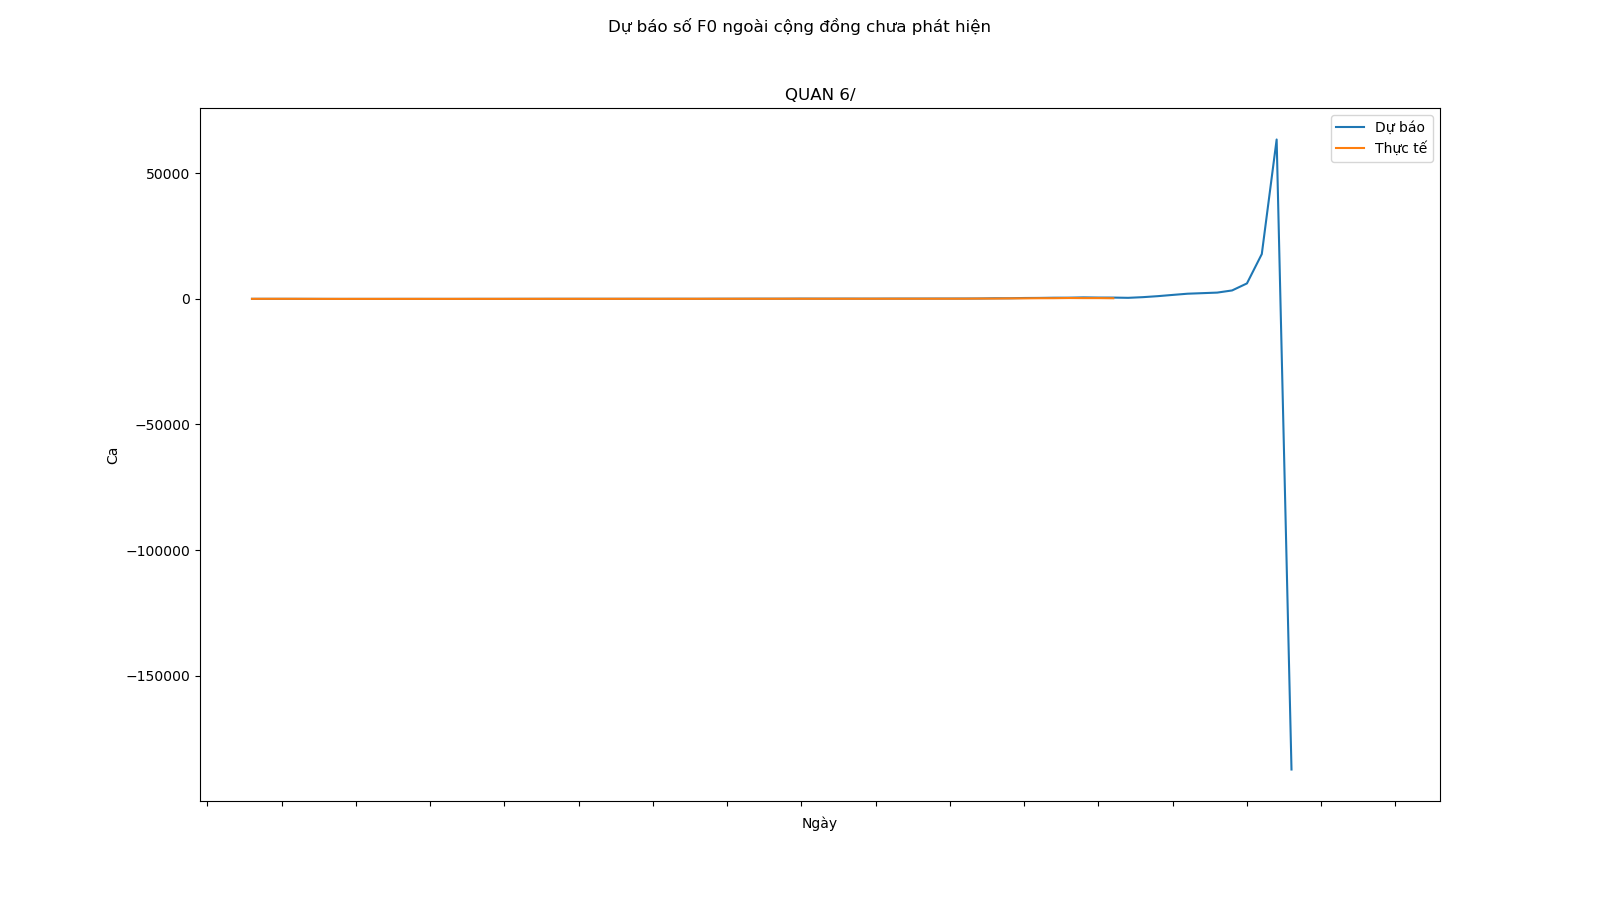 Dự báo số F0 ngoài cộng đồng chưa phát hiện
QUAN 6/
Dự báo
Thực tế
50000
0
−50000
−100000
−150000
Ca
Ngày